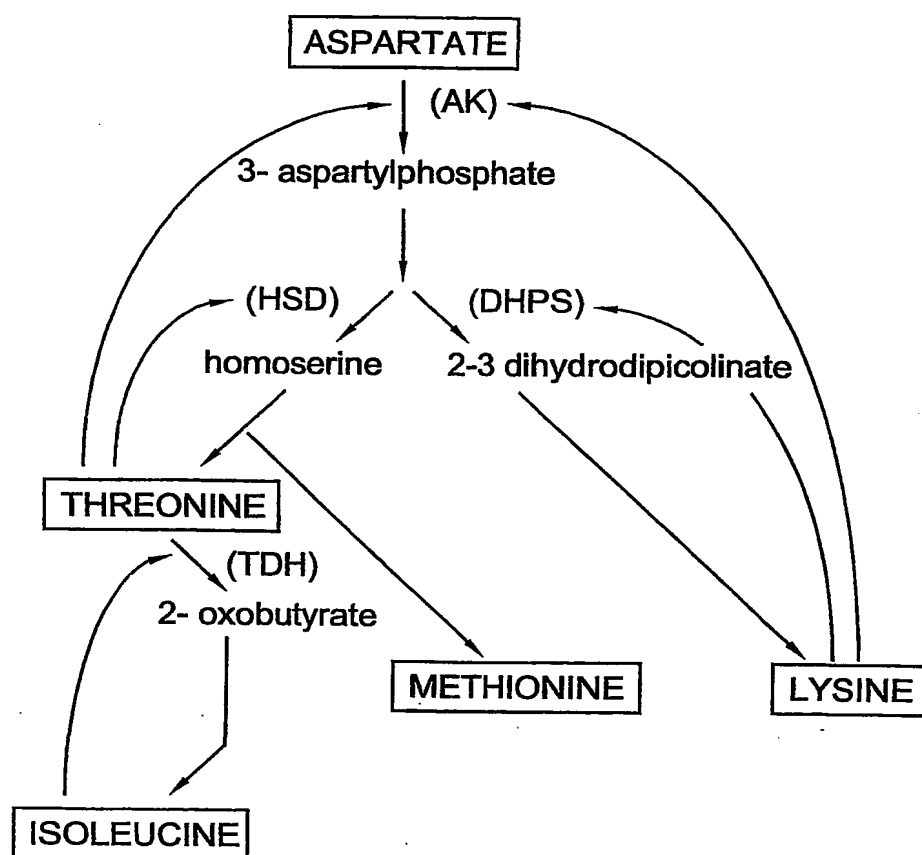 ASPARTATE
(AK)
3- aspartylphosphate
(HSD)
(DHPS)
homoserine
2-3 dihydrodipicolinate
THREONINE
(TDH)
2- oxobutyrate
METHIONINE
LYSINE
ISOLEUCINE